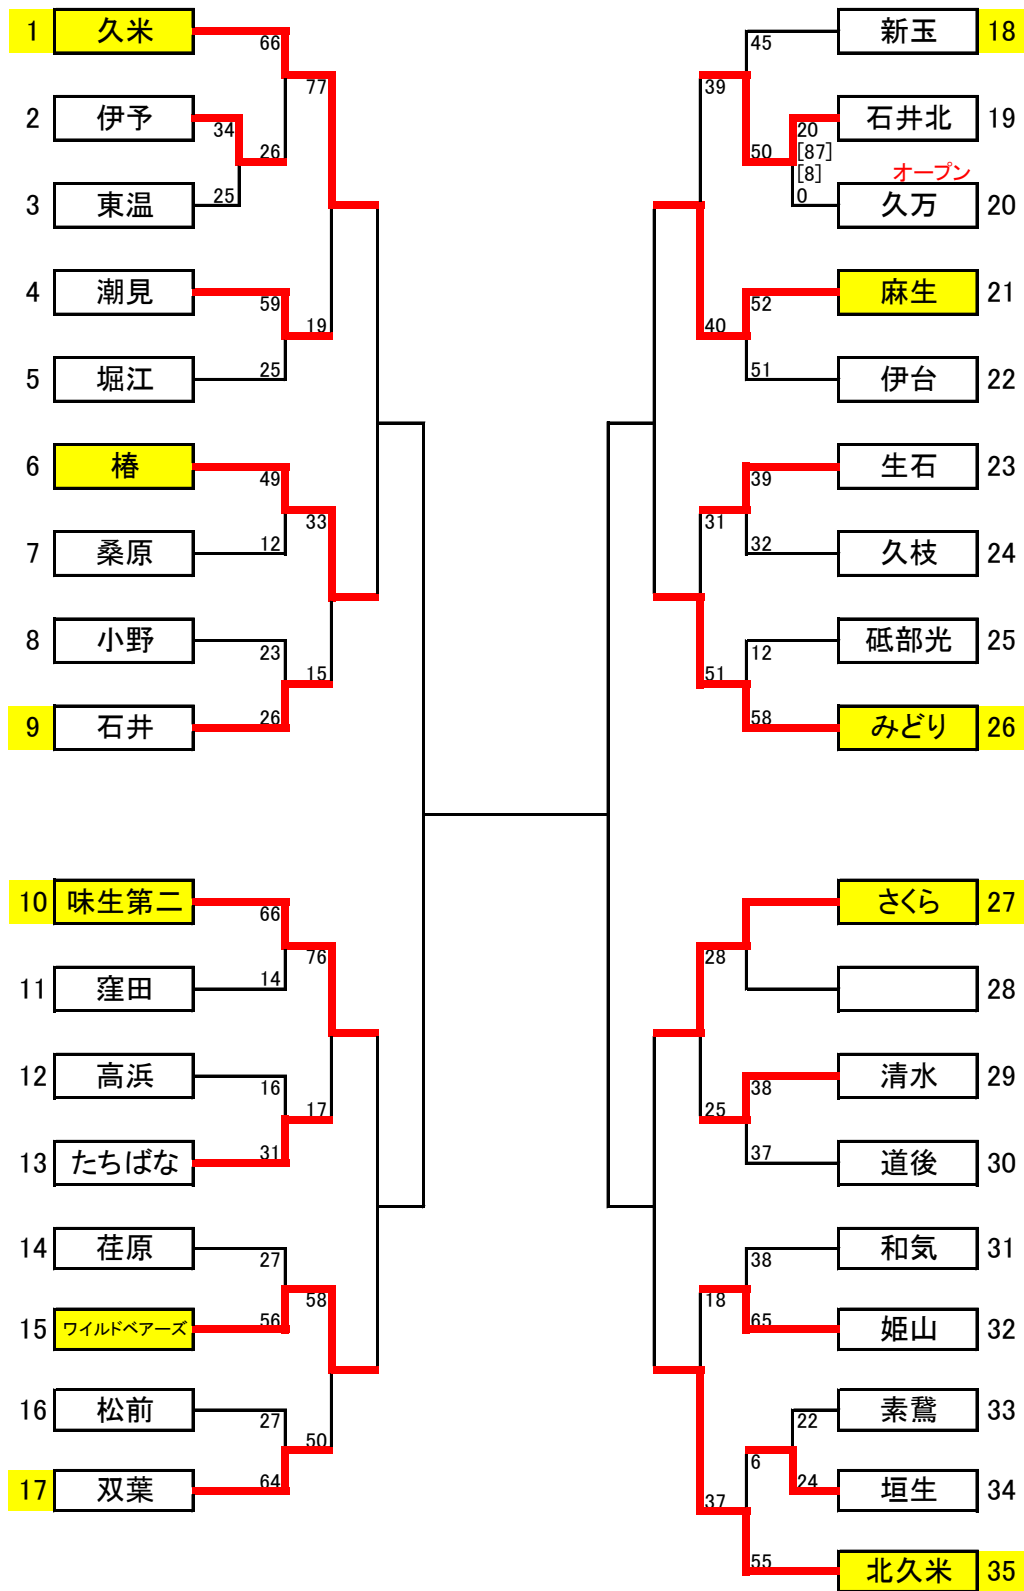 1 久米
66
77
2 伊予
34
26
3 東温
25
4 潮見
59
19
5 堀江
25
6 椿
49
33
7 桑原
12
8 小野
23
15
9 石井
26
10 味生第二
66
76
11 窪田
14
12 高浜
16
17
13 たちばな
31
14 荏原
27
58
15 ワイルドベアーズ
56
16 松前
27
50
17 双葉
64
45
新玉 18
39
20
石井北 19
50
[87]
[8]
オープン
0
久万 20
52
麻生 21
40
51
伊台 22
39
生石 23
31
32
久枝 24
12
砥部光 25
51
58
みどり 26
さくら 27
28
28
38
清水 29
25
37
道後 30
38
和気 31
18
65
姫山 32
22
素鵞 33
6
24
垣生 34
37
55
北久米 35